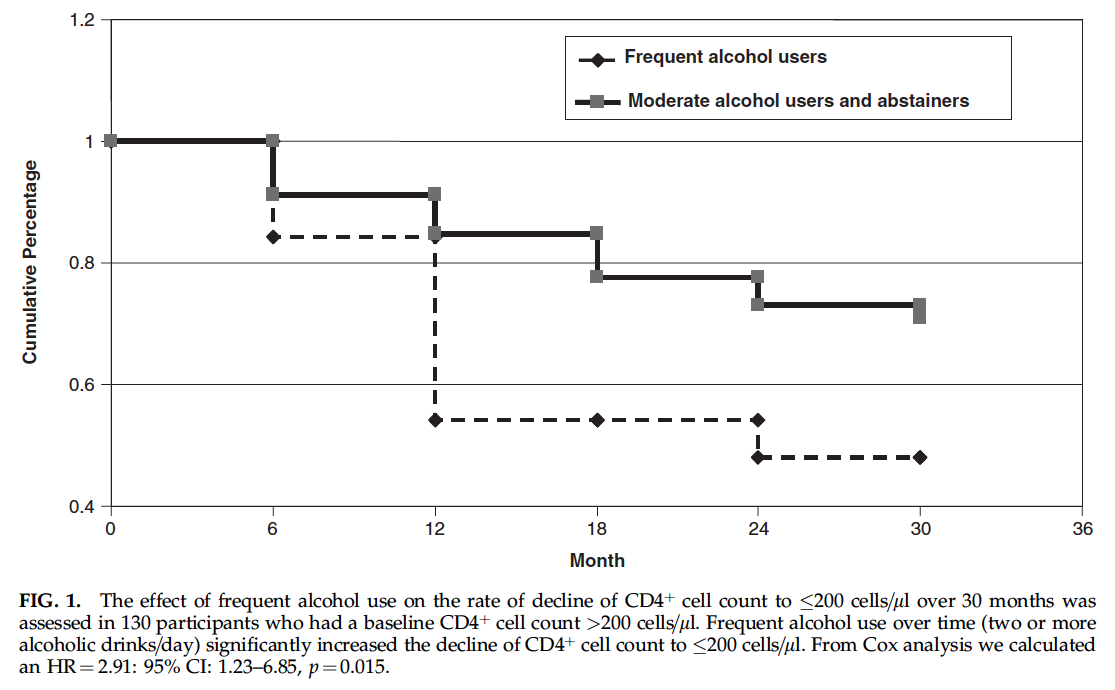 1.2
Frequent alcohol users
Moderate alcohol users and abstainers
1
0.8
0.6
0.4
Cumulative Percentage
0 6 12 18 24 30 36
Month
FIG. 1. The effect of frequent alcohol use on the rate of decline of CD4⁺ cell count to ≤200 cells/μl over 30 months was
assessed in 130 participants who had a baseline CD4⁺ cell count >200 cells/μl. Frequent alcohol use over time (two or more
alcoholic drinks/day) significantly increased the decline of CD4⁺ cell count to ≤200 cells/μl. From Cox analysis we calculated
an HR = 2.91: 95% CI: 1.23–6.85, p = 0.015.